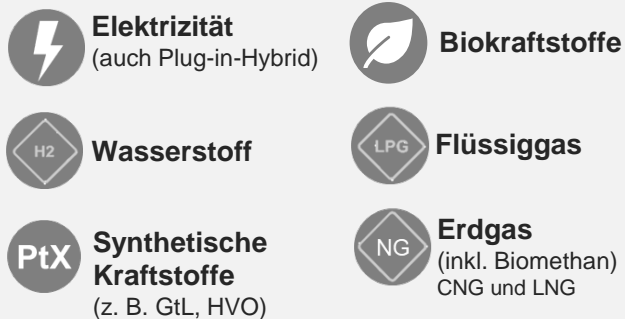 Elektrizität
(auch Plug-in-Hybrid)
Biokraftstoffe
H2
Wasserstoff
LPG
Flüssiggas
PtX
Synthetische
Kraftstoffe
(z. B. GtL, HVO)
NG
Erdgas
(inkl. Biomethan)
CNG und LNG